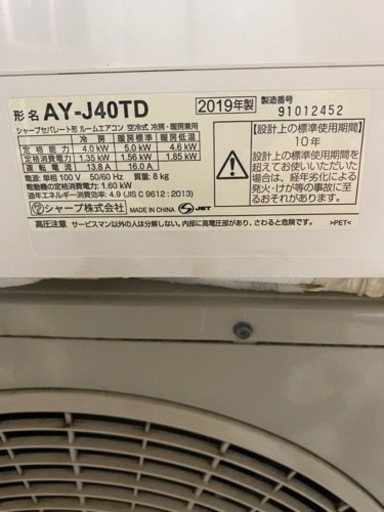 形名 AY-J40TD 2019年製 製造番号 91012452
シャープセパレート形 ルームエアコン 空冷式 冷房・暖房兼用
冷房 暖房標準 暖房低温
定格能力 4.0 kW 5.0 kW 4.6 kW
定格消費電力 1.35 kW 1.56 kW 1.85 kW
運転電流 13.8 A 16.0 A
電源：単相 100 V 50/60 Hz 質量：8 kg
電動機の定格消費電力：1.60 kW
通年エネルギー消費効率：4.9 (JIS C 9612 : 2013)
シャープ株式会社 MADE IN CHINA JET
【設計上の標準使用期間】
10年
設計上の標準使用期間を
超えてお使いいただいた
場合は、経年劣化による
発火・けが等の事故に至
るおそれがあります。
高圧注意 サービスマン以外の人は分解しない。内部に高電圧部があり、さわると危険です。 >PET<